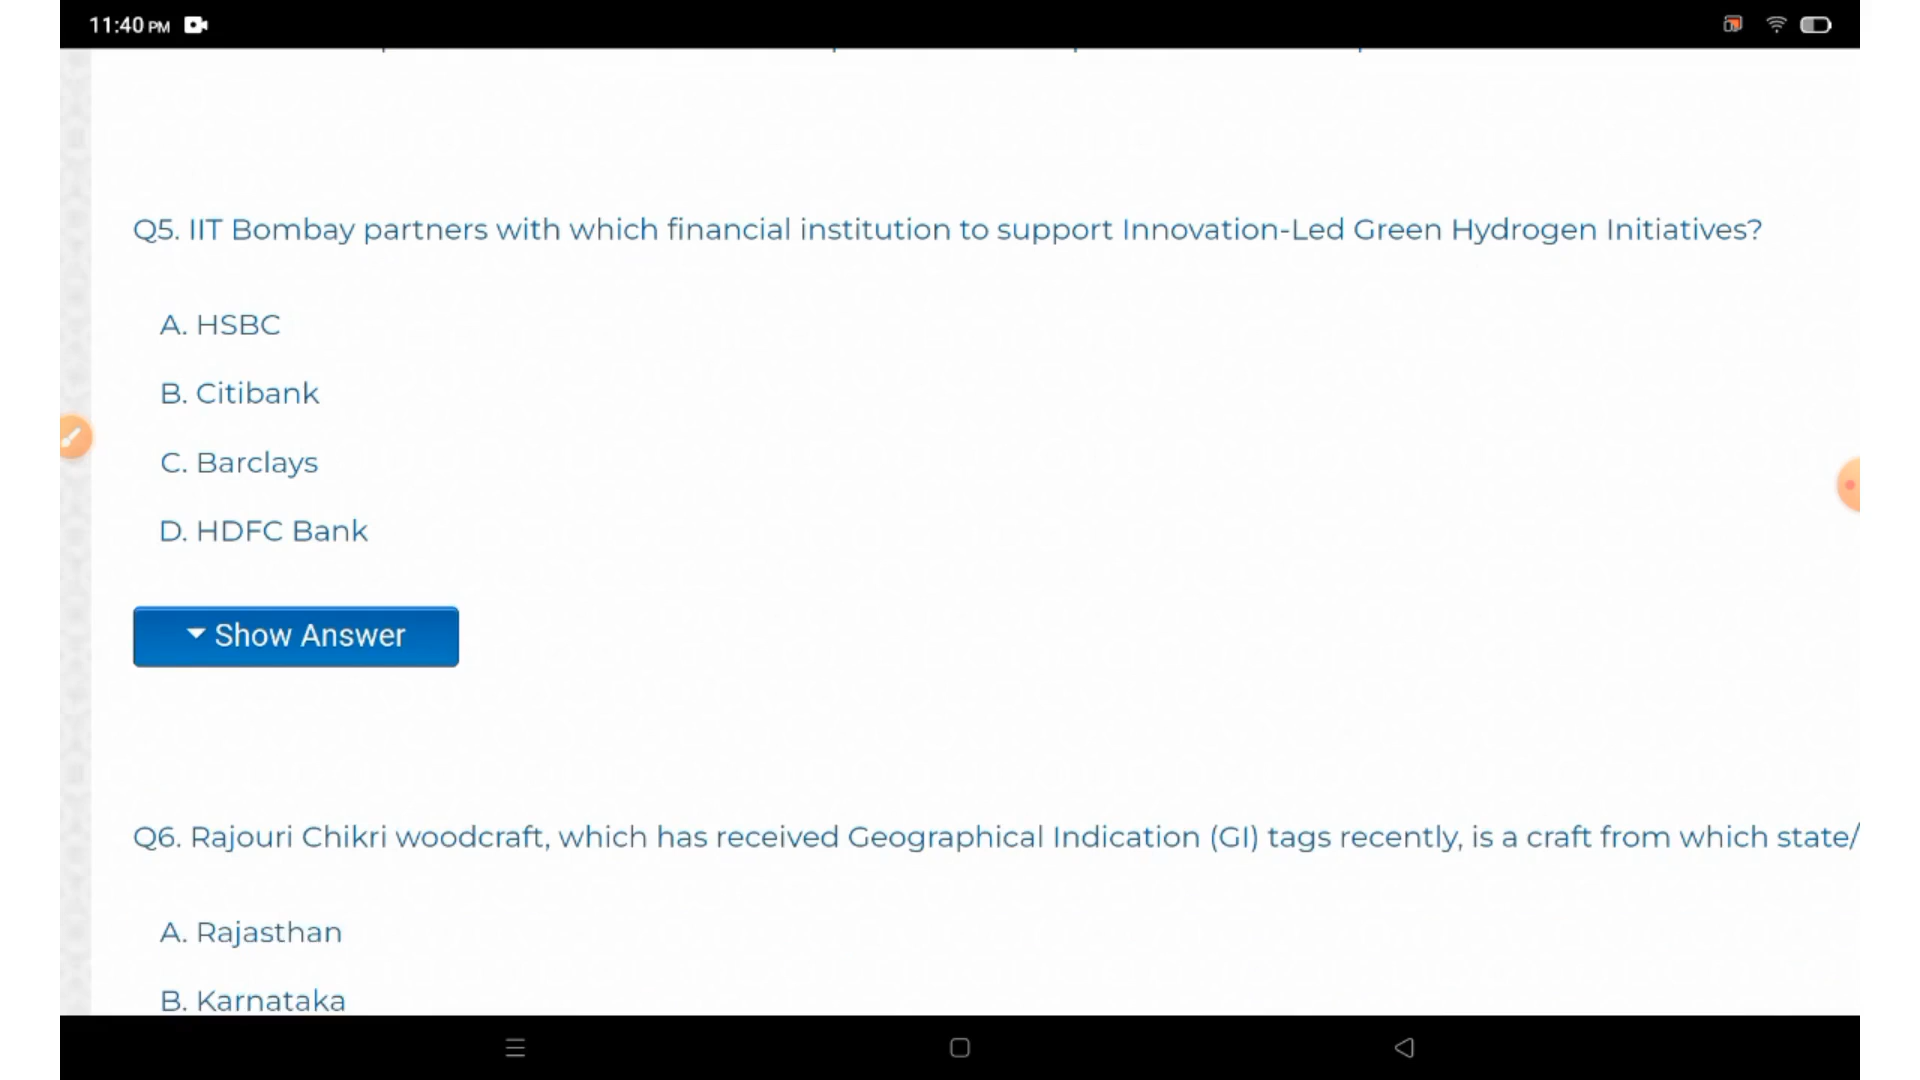 11:40 PM
Q5. IIT Bombay partners with which financial institution to support Innovation-Led Green Hydrogen Initiatives?
A. HSBC
B. Citibank
C. Barclays
D. HDFC Bank
Show Answer
Q6. Rajouri Chikri woodcraft, which has received Geographical Indication (GI) tags recently, is a craft from which state/
A. Rajasthan
B. Karnataka